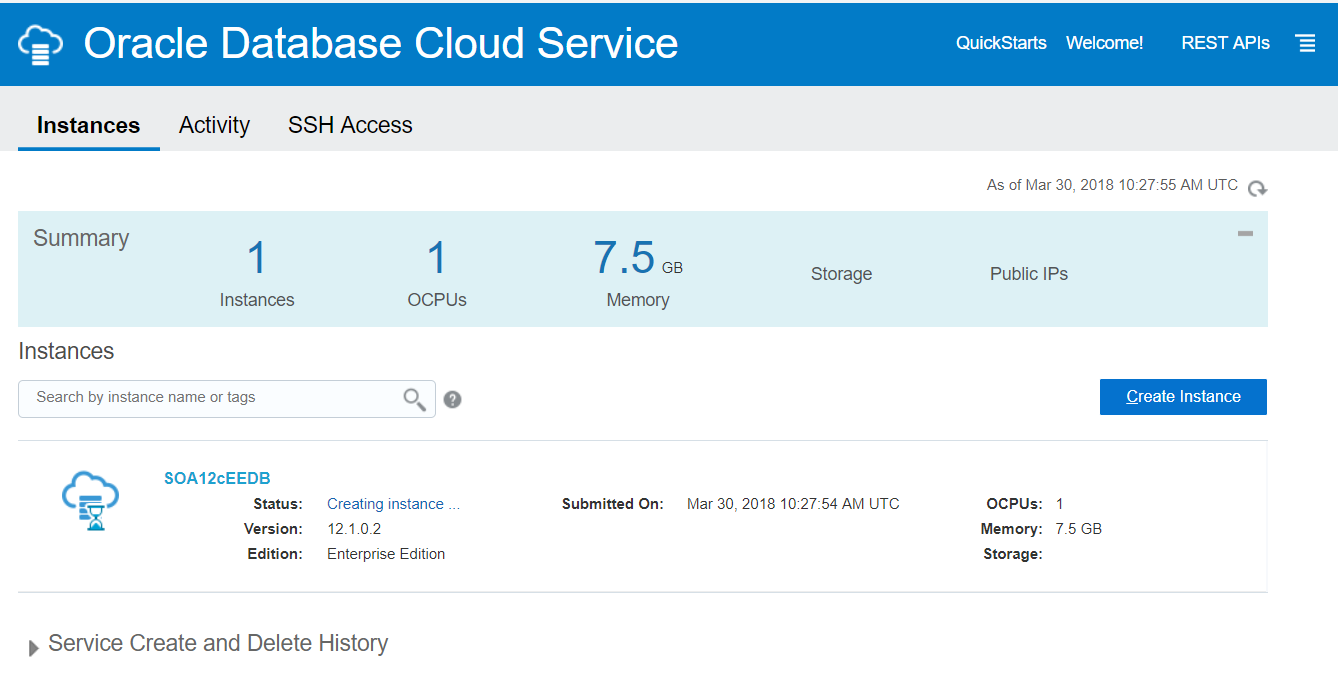 Oracle Database Cloud Service QuickStarts Welcome! REST APIs
Instances Activity SSH Access
As of Mar 30, 2018 10:27:55 AM UTC
Summary
1 1 7.5 GB Storage Public IPs
Instances OCPUs Memory
Instances
Search by instance name or tags ? Create Instance
SOA12cEEDB
Status: Creating instance ... Submitted On: Mar 30, 2018 10:27:54 AM UTC OCPUs: 1
Version: 12.1.0.2 Memory: 7.5 GB
Edition: Enterprise Edition Storage:
Service Create and Delete History